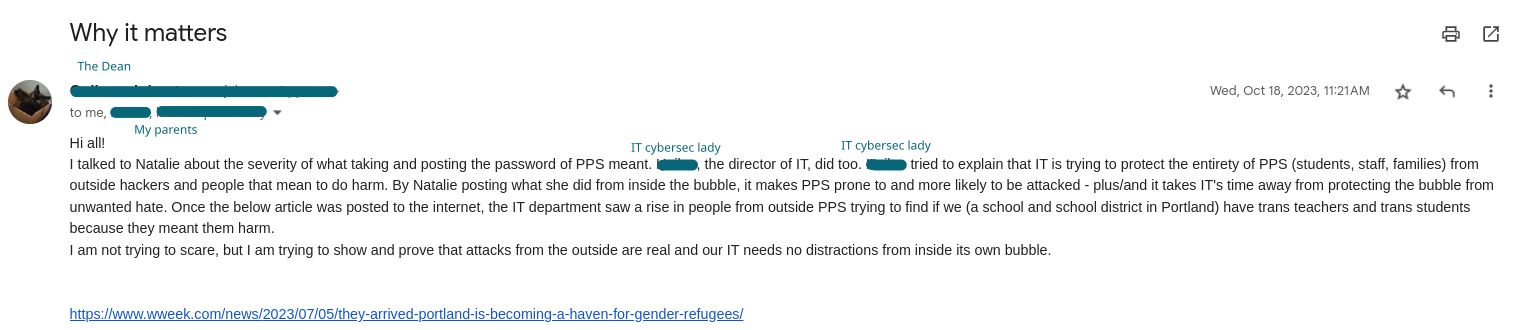 Why it matters
The Dean
Wed, Oct 18, 2023, 11:21 AM
to me,
My parents
Hi all!
IT cybersec lady IT cybersec lady
I talked to Natalie about the severity of what taking and posting the password of PPS meant. , the director of IT, did too. tried to explain that IT is trying to protect the entirety of PPS (students, staff, families) from
outside hackers and people that mean to do harm. By Natalie posting what she did from inside the bubble, it makes PPS prone to and more likely to be attacked - plus/and it takes IT's time away from protecting the bubble from
unwanted hate. Once the below article was posted to the internet, the IT department saw a rise in people from outside PPS trying to find if we (a school and school district in Portland) have trans teachers and trans students
because they meant them harm.
I am not trying to scare, but I am trying to show and prove that attacks from the outside are real and our IT needs no distractions from inside its own bubble.
https://www.wweek.com/news/2023/07/05/they-arrived-portland-is-becoming-a-haven-for-gender-refugees/